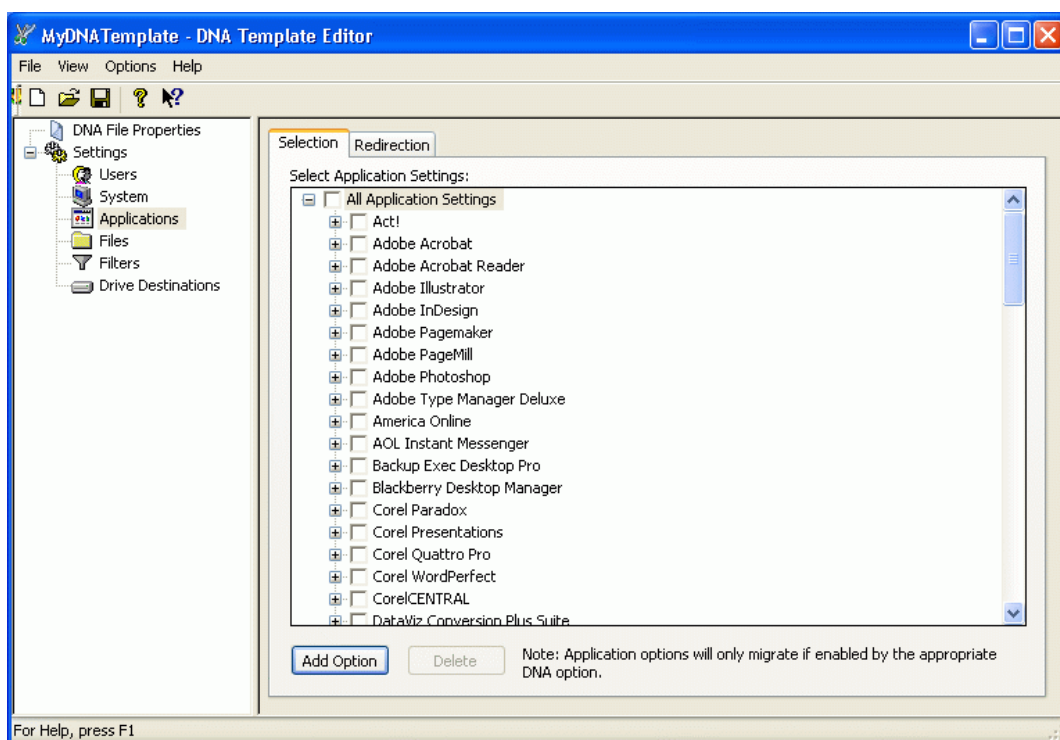 MyDNATemplate - DNA Template Editor
File View Options Help
DNA File Properties
Settings
Users
System
Applications
Files
Filters
Drive Destinations
Selection Redirection
Select Application Settings:
All Application Settings
Act!
Adobe Acrobat
Adobe Acrobat Reader
Adobe Illustrator
Adobe InDesign
Adobe Pagemaker
Adobe PageMill
Adobe Photoshop
Adobe Type Manager Deluxe
America Online
AOL Instant Messenger
Backup Exec Desktop Pro
Blackberry Desktop Manager
Corel Paradox
Corel Presentations
Corel Quattro Pro
Corel WordPerfect
CorelCENTRAL
DataViz Conversion Plus Suite
Add Option Delete Note: Application options will only migrate if enabled by the appropriate
DNA option.
For Help, press F1